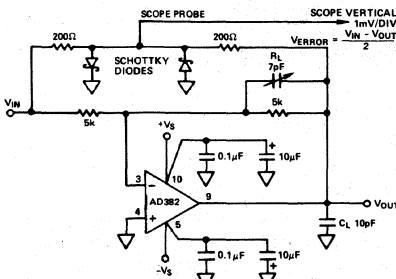 SCOPE PROBE
SCOPE VERTICAL
1mV/DIV
VERROR = VIN - VOUT
2
200Ω
200Ω
SCHOTTKY
DIODES
RL
7pF
VIN
5k
5k
+VS
0.1μF
+
10μF
3
-
10
AD382
9
4
+
5
VOUT
CL 10pF
0.1μF
+
10μF
-VS